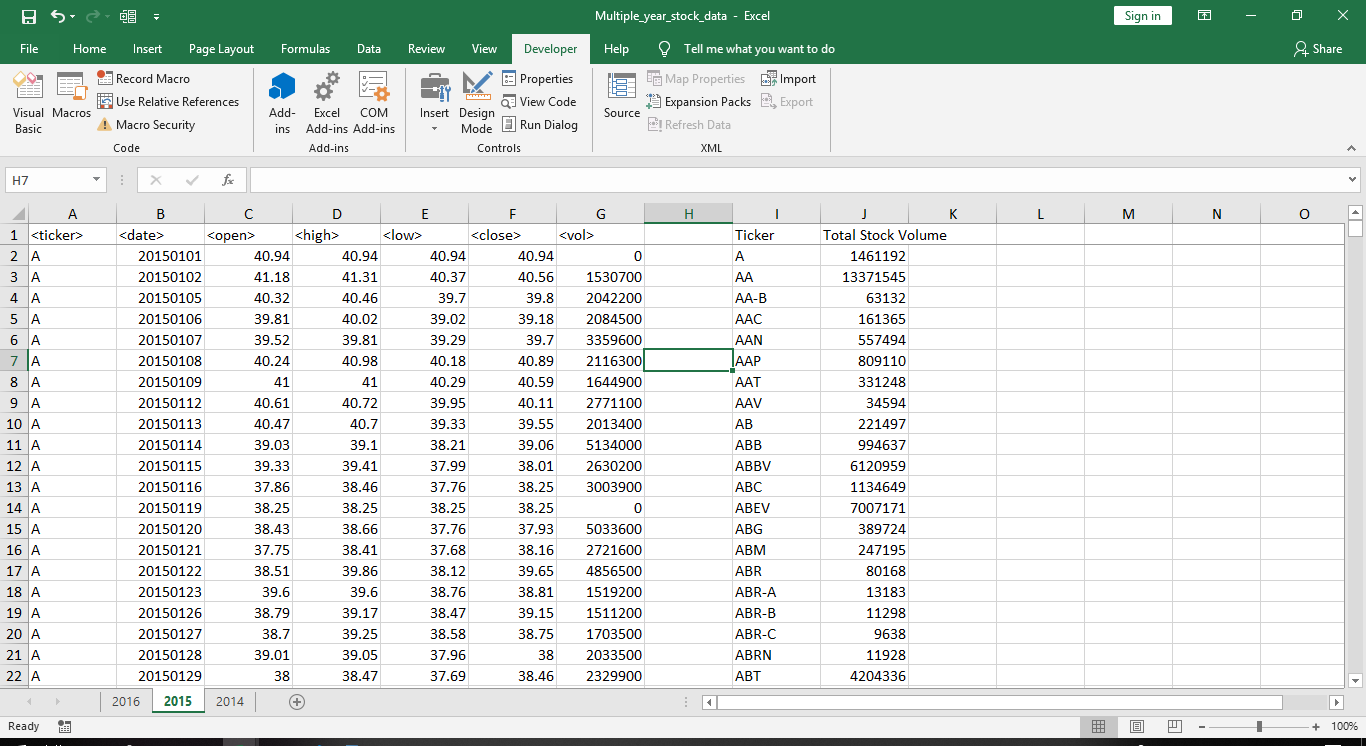 Multiple_year_stock_data - Excel Sign in
File Home Insert Page Layout Formulas Data Review View Developer Help Tell me what you want to do Share
Visual Basic Macros Record Macro Use Relative References Macro Security
Code
Add-ins Excel Add-ins COM Add-ins
Add-ins
Insert Design Mode Properties View Code Run Dialog
Controls
Source Map Properties Expansion Packs Refresh Data Import Export
XML
H7 fx
A B C D E F G H I J K L M N O
1 <ticker> <date> <open> <high> <low> <close> <vol> Ticker Total Stock Volume
2 A 20150101 40.94 40.94 40.94 40.94 0 A 1461192
3 A 20150102 41.18 41.31 40.37 40.56 1530700 AA 13371545
4 A 20150105 40.32 40.46 39.7 39.8 2042200 AA-B 63132
5 A 20150106 39.81 40.02 39.02 39.18 2084500 AAC 161365
6 A 20150107 39.52 39.81 39.29 39.7 3359600 AAN 557494
7 A 20150108 40.24 40.98 40.18 40.89 2116300 AAP 809110
8 A 20150109 41 41 40.29 40.59 1644900 AAT 331248
9 A 20150112 40.61 40.72 39.95 40.11 2771100 AAV 34594
10 A 20150113 40.47 40.7 39.33 39.55 2013400 AB 221497
11 A 20150114 39.03 39.1 38.21 39.06 5134000 ABB 994637
12 A 20150115 39.33 39.41 37.99 38.01 2630200 ABBV 6120959
13 A 20150116 37.86 38.46 37.76 38.25 3003900 ABC 1134649
14 A 20150119 38.25 38.25 38.25 38.25 0 ABEV 7007171
15 A 20150120 38.43 38.66 37.76 37.93 5033600 ABG 389724
16 A 20150121 37.75 38.41 37.68 38.16 2721600 ABM 247195
17 A 20150122 38.51 39.86 38.12 39.65 4856500 ABR 80168
18 A 20150123 39.6 39.6 38.76 38.81 1519200 ABR-A 13183
19 A 20150126 38.79 39.17 38.47 39.15 1511200 ABR-B 11298
20 A 20150127 38.7 39.25 38.58 38.75 1703500 ABR-C 9638
21 A 20150128 39.01 39.05 37.96 38 2033500 ABRN 11928
22 A 20150129 38 38.47 37.69 38.46 2329900 ABT 4204336
2016 2015 2014
Ready 100%